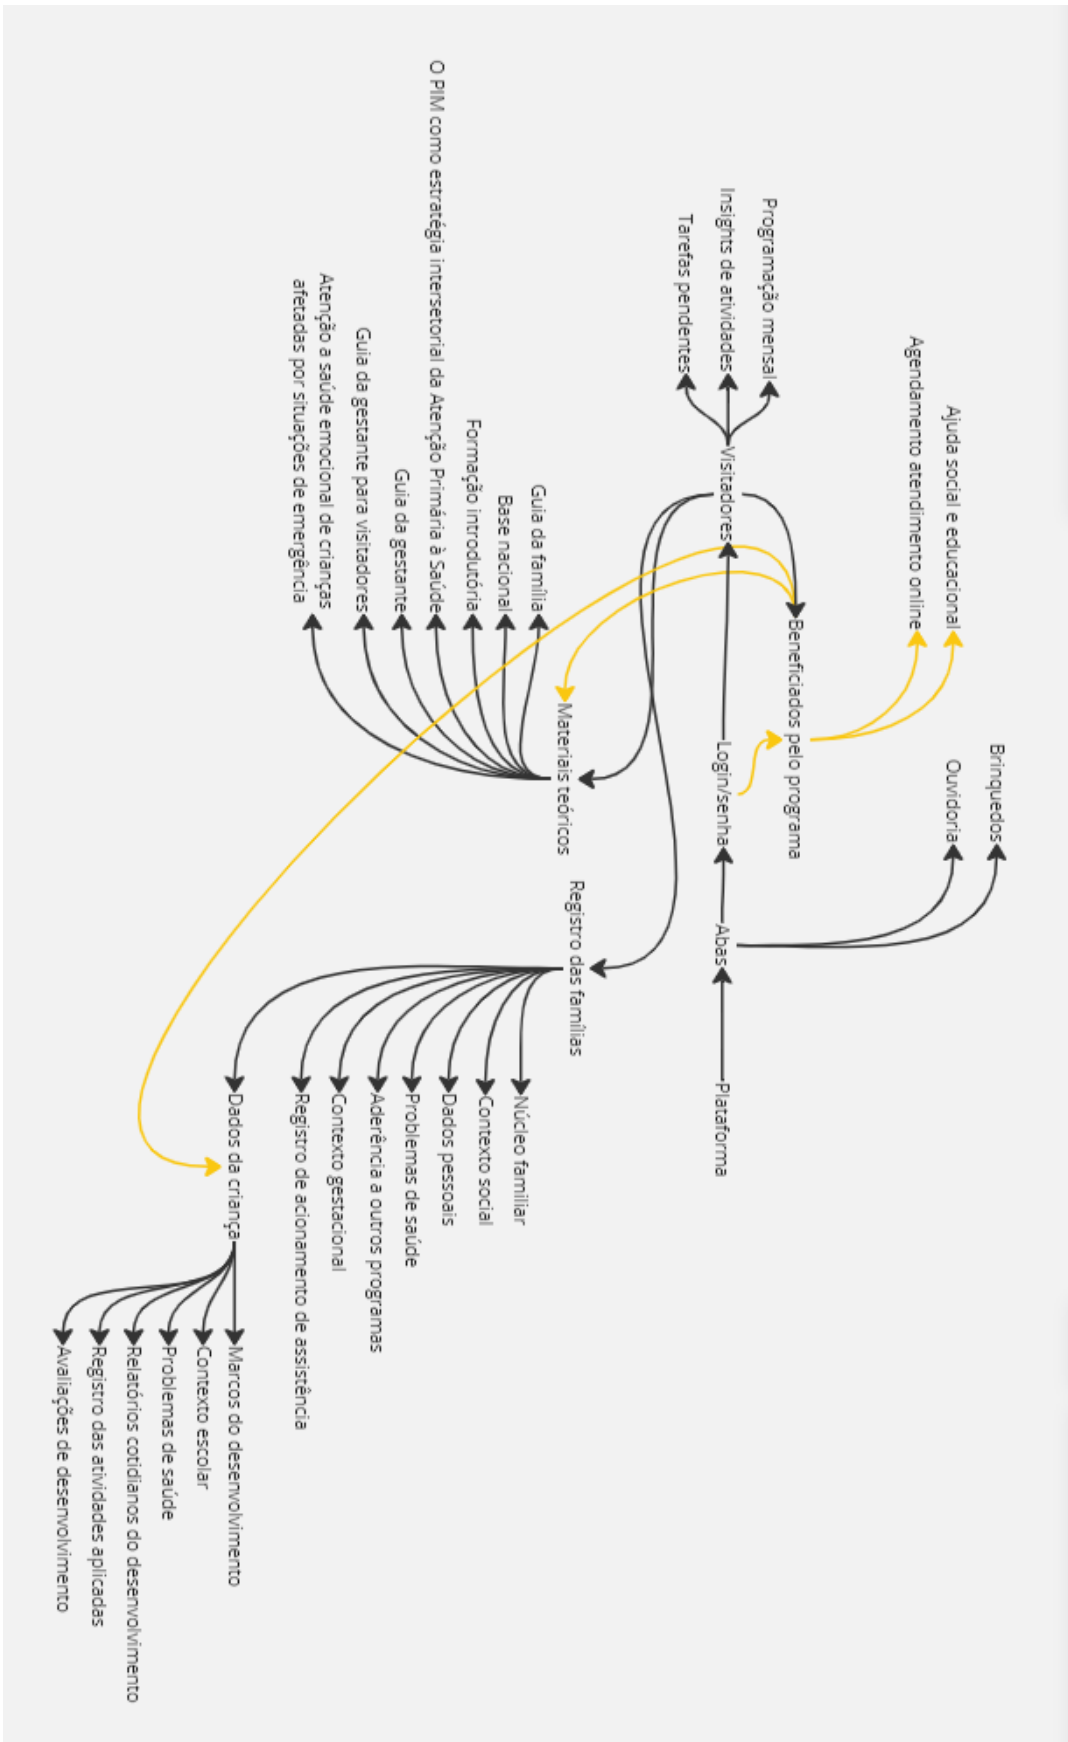 Brinquedos
Ouvidoria
Ajuda social e educacional
Agendamento atendimento online
Beneficiados pelo programa
Programação mensal
Insights de atividades
Tarefas pendentes
Visitadores
Login/senha
Abas
Plataforma
Materiais teóricos
Registro das famílias
Guia da família
Base nacional
Formação introdutória
O PIM como estratégia intersetorial da Atenção Primária à Saúde
Guia da gestante
Guia da gestante para visitadores
Atenção a saúde emocional de crianças
afetadas por situações de emergência
Núcleo familiar
Contexto social
Dados pessoais
Problemas de saúde
Aderência a outros programas
Contexto gestacional
Registro de acionamento de assistência
Dados da criança
Marcos do desenvolvimento
Contexto escolar
Problemas de saúde
Relatórios cotidianos do desenvolvimento
Registro das atividades aplicadas
Avaliações de desenvolvimento